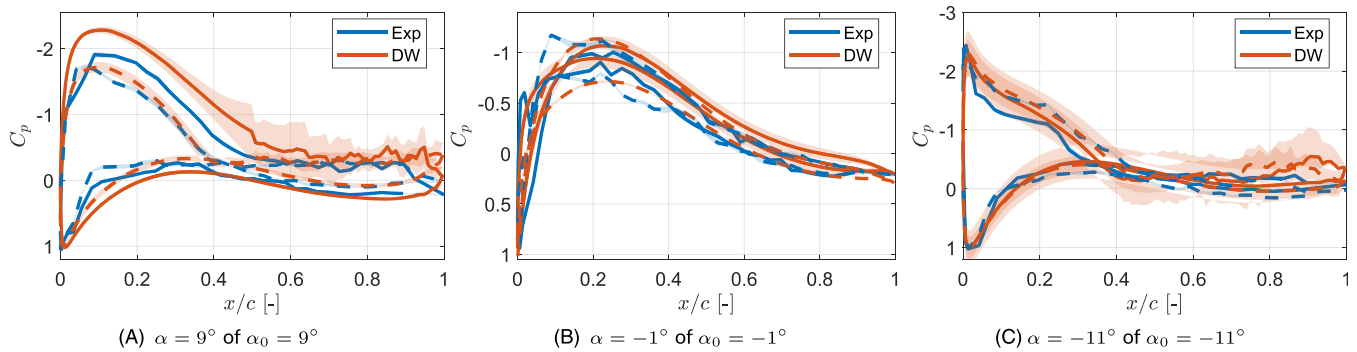 -2
-1
0
1
C_p
0
0.2
0.4
0.6
0.8
1
x/c [-]
Exp
DW
(A) α = 9° of α₀ = 9°
-1
-0.5
0
0.5
1
C_p
0
0.2
0.4
0.6
0.8
1
x/c [-]
Exp
DW
(B) α = −1° of α₀ = −1°
-3
-2
-1
0
1
C_p
0
0.2
0.4
0.6
0.8
1
x/c [-]
Exp
DW
(C) α = −11° of α₀ = −11°